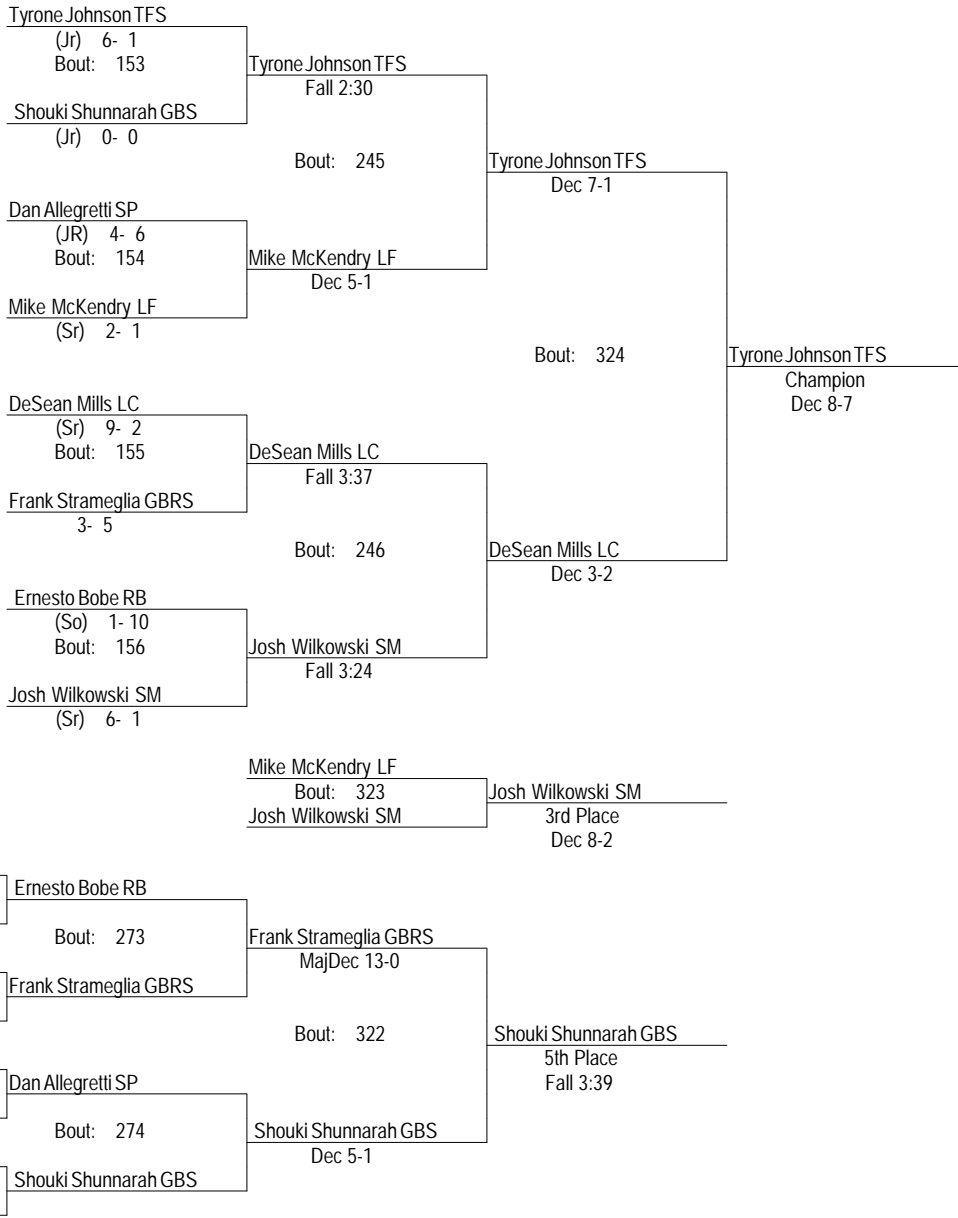 Tyrone Johnson TFS
(Jr) 6- 1
Bout: 153
Tyrone Johnson TFS
Fall 2:30
Shouki Shunnarah GBS
(Jr) 0- 0
Bout: 245
Tyrone Johnson TFS
Dec 7-1
Dan Allegretti SP
(JR) 4- 6
Bout: 154
Mike McKendry LF
Dec 5-1
Mike McKendry LF
(Sr) 2- 1
Bout: 324
Tyrone Johnson TFS
Champion
Dec 8-7
DeSean Mills LC
(Sr) 9- 2
Bout: 155
DeSean Mills LC
Fall 3:37
Frank Strameglia GBRS
3- 5
Bout: 246
DeSean Mills LC
Dec 3-2
Ernesto Bobe RB
(So) 1- 10
Bout: 156
Josh Wilkowski SM
Fall 3:24
Josh Wilkowski SM
(Sr) 6- 1
Mike McKendry LF
Bout: 323
Josh Wilkowski SM
Josh Wilkowski SM
3rd Place
Dec 8-2
Ernesto Bobe RB
Bout: 273
Frank Strameglia GBRS
MajDec 13-0
Frank Strameglia GBRS
Bout: 322
Shouki Shunnarah GBS
5th Place
Fall 3:39
Dan Allegretti SP
Bout: 274
Shouki Shunnarah GBS
Dec 5-1
Shouki Shunnarah GBS